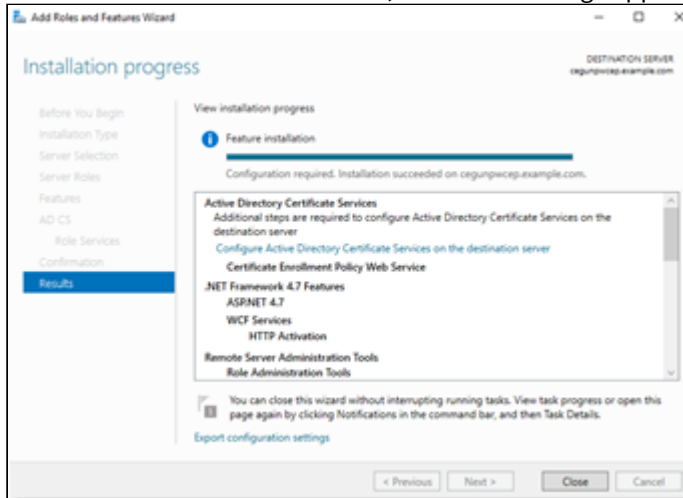 Add Roles and Features Wizard
Installation progress
DESTINATION SERVER
cegunpwcep.example.com
Before You Begin
Installation Type
Server Selection
Server Roles
Features
AD CS
Role Services
Confirmation
Results
View installation progress
Feature installation
Configuration required. Installation succeeded on cegunpwcep.example.com.
Active Directory Certificate Services
Additional steps are required to configure Active Directory Certificate Services on the
destination server
Configure Active Directory Certificate Services on the destination server
Certificate Enrollment Policy Web Service
.NET Framework 4.7 Features
ASP.NET 4.7
WCF Services
HTTP Activation
Remote Server Administration Tools
Role Administration Tools
You can close this wizard without interrupting running tasks. View task progress or open this
page again by clicking Notifications in the command bar, and then Task Details.
Export configuration settings
< Previous
Next >
Close
Cancel